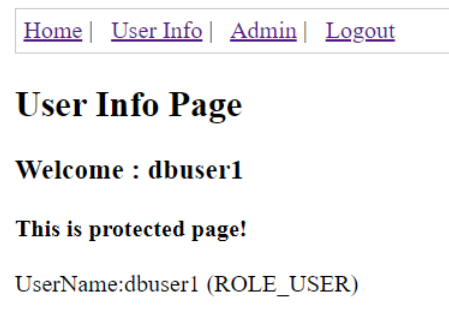 Home | User Info | Admin | Logout
User Info Page
Welcome : dbuser1
This is protected page!
UserName:dbuser1 (ROLE_USER)